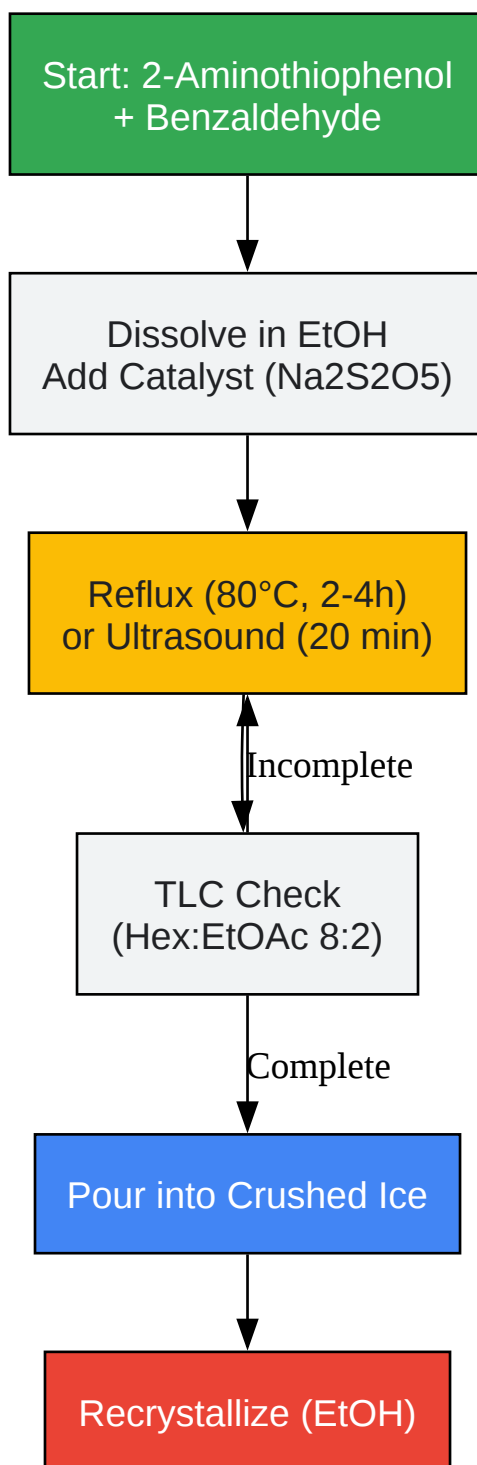 Start: 2-Aminothiophenol
+ Benzaldehyde
Dissolve in EtOH
Add Catalyst (Na2S2O5)
Reflux (80°C, 2-4h)
or Ultrasound (20 min)
Incomplete
TLC Check
(Hex:EtOAc 8:2)
Complete
Pour into Crushed Ice
Recrystallize (EtOH)